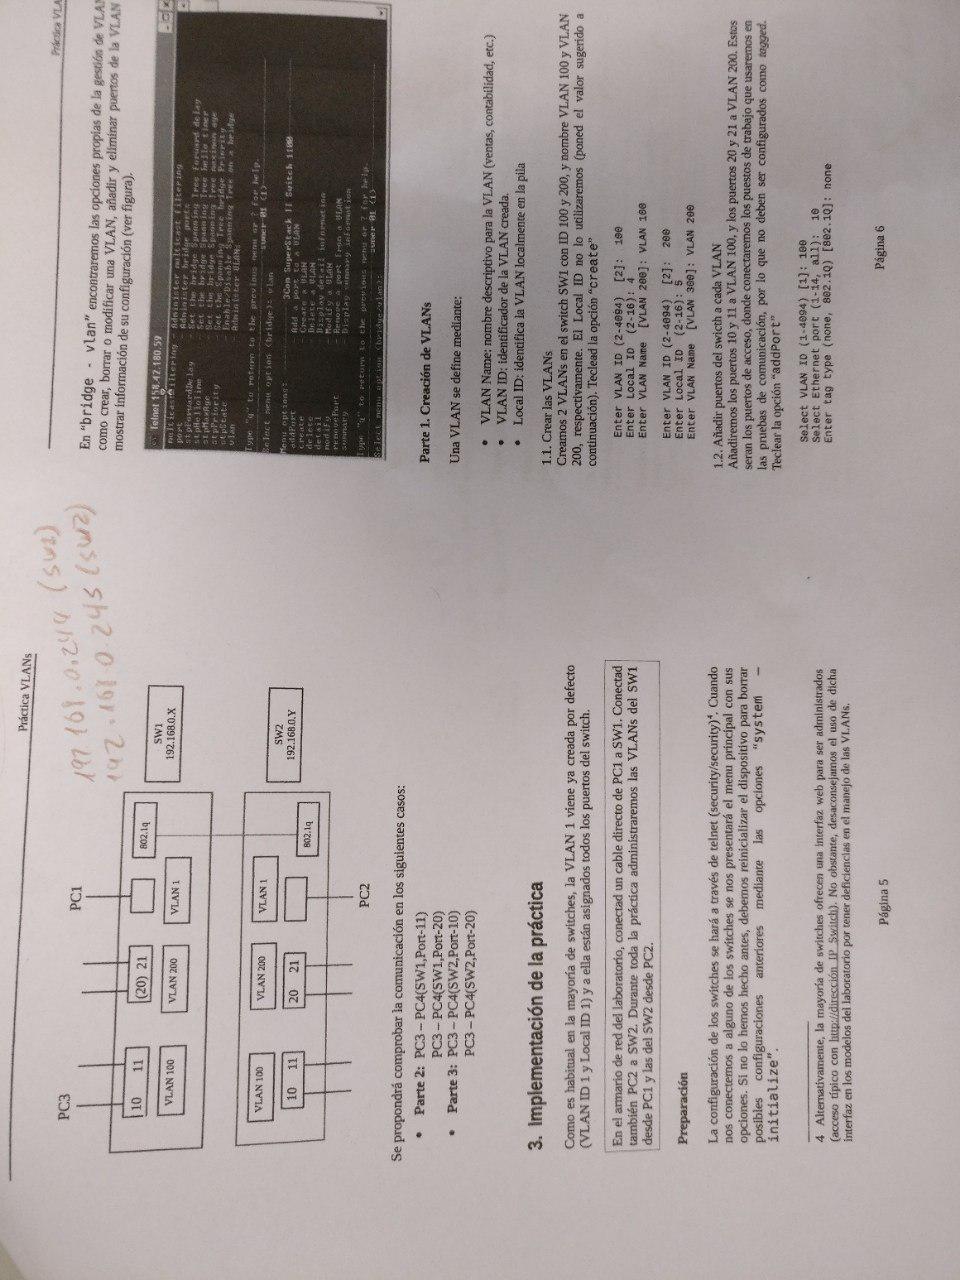 Práctica VLANs
192.168.0.244 (SW1)
192.168.0.245 (SW2)
PC3
PC1
10 11
(20) 21
802.1q
VLAN 100
VLAN 200
VLAN 1
SW1
192.168.0.X
VLAN 100
VLAN 200
VLAN 1
10 11
20 21
802.1q
SW2
192.168.0.Y
PC2
Se propondrá comprobar la comunicación en los siguientes casos:
• Parte 2: PC3 – PC4(SW1,Port-11)
PC3 – PC4(SW1,Port-20)
• Parte 3: PC3 – PC4(SW2,Port-10)
PC3 – PC4(SW2,Port-20)
3. Implementación de la práctica
Como es habitual en la mayoría de switches, la VLAN 1 viene ya creada por defecto
(VLAN ID 1 y Local ID 1) y a ella están asignados todos los puertos del switch.
En el armario de red del laboratorio, conectad un cable directo de PC1 a SW1. Conectad
también PC2 a SW2. Durante toda la práctica administraremos las VLANs del SW1
desde PC1 y las del SW2 desde PC2.
Preparación
La configuración de los switches se hará a través de telnet (security/security)⁴. Cuando
nos conectemos a alguno de los switches se nos presentará el menu principal con sus
opciones. Si no lo hemos hecho antes, debemos reinicializar el dispositivo para borrar
posibles configuraciones anteriores mediante las opciones "system –
initialize".
4 Alternativamente, la mayoría de switches ofrecen una interfaz web para ser administrados
(acceso típico con http://dirección_IP_Switch). No obstante, desaconsejamos el uso de dicha
interfaz en los modelos del laboratorio por tener deficiencias en el manejo de las VLANs.
Página 5
Práctica VLA
En "bridge - vlan" encontraremos las opciones propias de la gestión de VLAN
como crear, borrar o modificar una VLAN, añadir y eliminar puertos de la VLAN
mostrar información de su configuración (ver figura).
Telnet 158.42.180.59
multicastFiltering - Administer multicast filtering
port - Administer bridge ports
stpForwardDelay - Set the bridge Spanning Tree forward delay
stpHelloTime - Set the bridge Spanning Tree hello timer
stpMaxAge - Set the bridge Spanning Tree maximum age
stpPriority - Set the Spanning Tree bridge Priority
stpState - Enable/Disable Spanning Tree on a bridge
vlan - Administer VLANs
Type "q" to return to the previous menu or ? for help.
sumer 01 (1)
Select menu option (bridge): vlan
Menu options: 3Com SuperStack II Switch 1100
addPort - Add a port to a VLAN
create - Create a VLAN
delete - Delete a VLAN
detail - Display detail information
modify - Modify a VLAN
removePort - Remove a port from a VLAN
summary - Display summary information
Type "q" to return to the previous menu or ? for help.
sumer 01 (1)
Select menu option (bridge/vlan):
Parte 1. Creación de VLANs
Una VLAN se define mediante:
• VLAN Name: nombre descriptivo para la VLAN (ventas, contabilidad, etc.)
• VLAN ID: identificador de la VLAN creada.
• Local ID: identifica la VLAN localmente en la pila
1.1. Crear las VLANs
Creamos 2 VLANs en el switch SW1 con ID 100 y 200, y nombre VLAN 100 y VLAN
200, respectivamente. El Local ID no lo utilizaremos (poned el valor sugerido a
continuación). Teclead la opción "create"
Enter VLAN ID (2-4094) [2]: 100
Enter Local ID (2-16): 4
Enter VLAN Name [VLAN 200]: VLAN 100
Enter VLAN ID (2-4094) [2]: 200
Enter Local ID (2-16): 5
Enter VLAN Name [VLAN 300]: VLAN 200
1.2. Añadir puertos del swicth a cada VLAN
Añadiremos los puertos 10 y 11 a VLAN 100, y los puertos 20 y 21 a VLAN 200. Estos
seran los puertos de acceso, donde conectaremos los puestos de trabajo que usaremos en
las pruebas de comunicación, por lo que no deben ser configurados como tagged.
Teclear la opción "addPort"
Select VLAN ID (1-4094) [1]: 100
Select Ethernet port (1-14, all): 10
Enter tag type (none, 802.1Q) [802.1Q]: none
Página 6